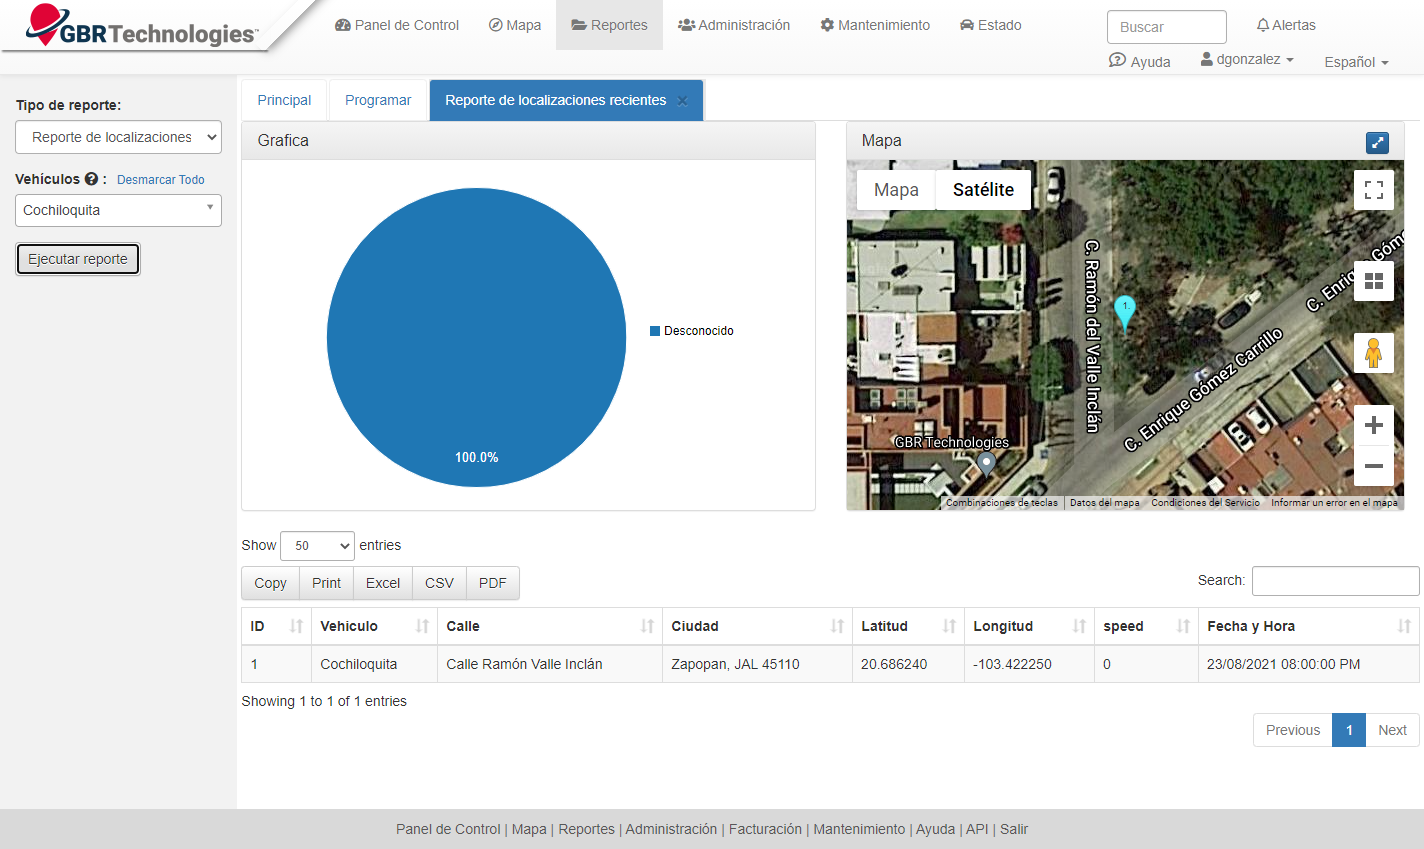 GBRTechnologies™
Panel de Control
Mapa
Reportes
Administración
Mantenimiento
Estado
Buscar
Alertas
Ayuda
dgonzalez
Español
Tipo de reporte:
Reporte de localizaciones
Vehículos ? : Desmarcar Todo
Cochiloquita
Ejecutar reporte
Principal
Programar
Reporte de localizaciones recientes ×
Grafica
100.0%
Desconocido
Mapa
Mapa
Satélite
C. Ramón del Valle Inclán
C. Enrique Gómez Carrillo
C. Enrique Góme
1.
GBR Technologies
Combinaciones de teclas
Datos del mapa
Condiciones del Servicio
Informar un error en el mapa
Show 50 entries
Copy Print Excel CSV PDF
Search:
ID Vehiculo Calle Ciudad Latitud Longitud speed Fecha y Hora
1 Cochiloquita Calle Ramón Valle Inclán Zapopan, JAL 45110 20.686240 -103.422250 0 23/08/2021 08:00:00 PM
Showing 1 to 1 of 1 entries
Previous 1 Next
Panel de Control | Mapa | Reportes | Administración | Facturación | Mantenimiento | Ayuda | API | Salir